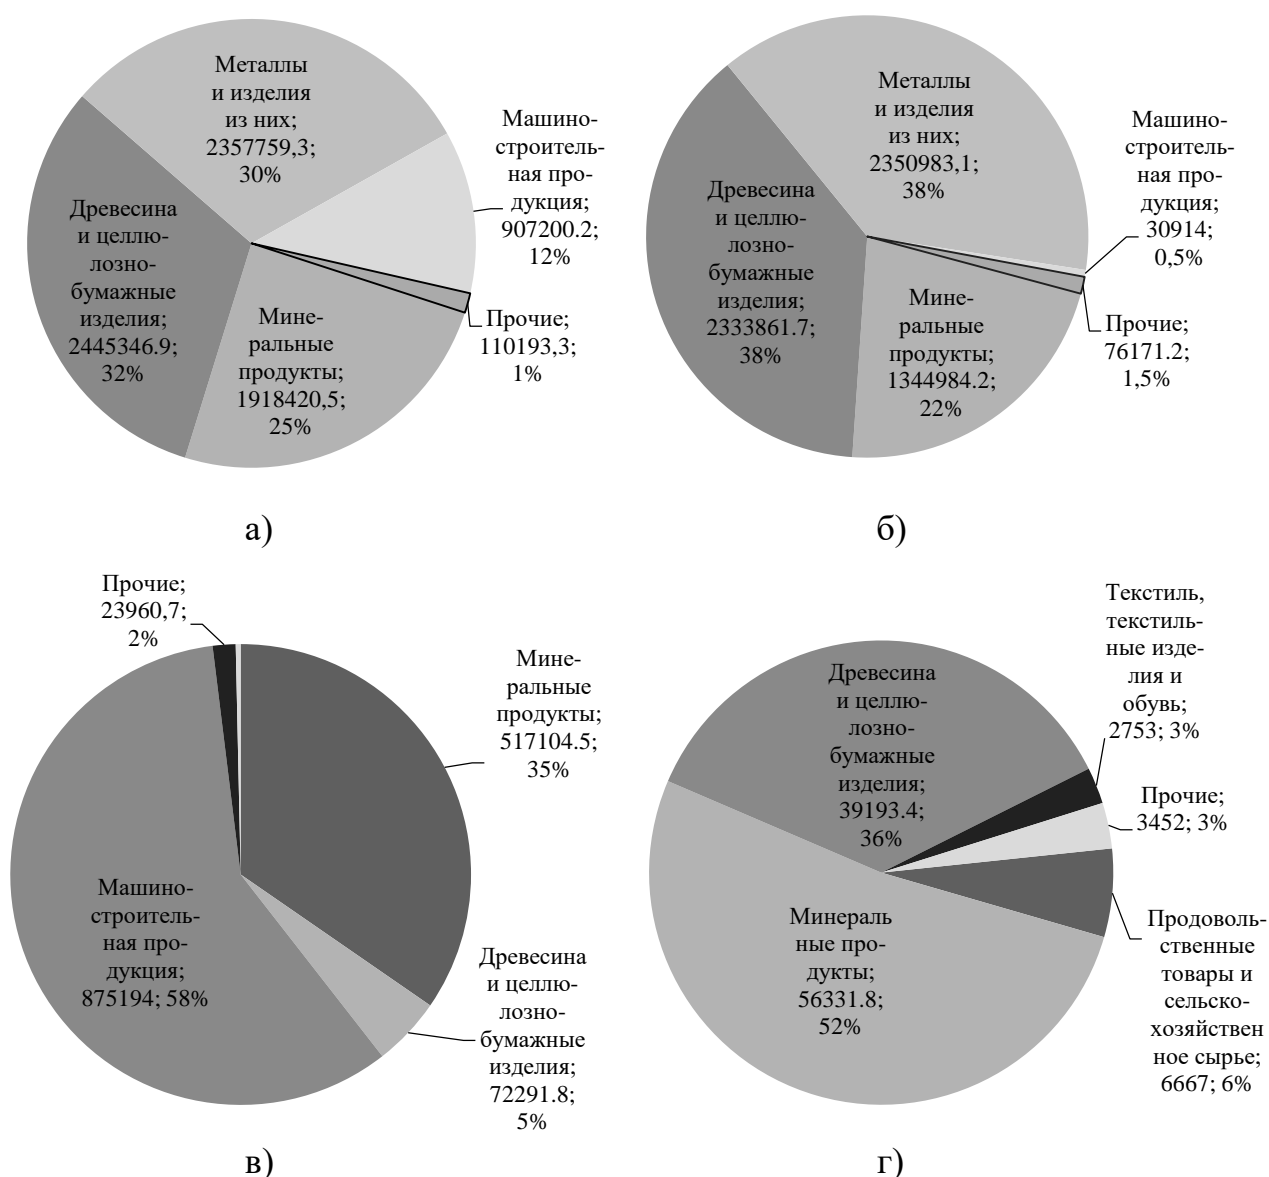 Металлы
и изделия
из них;
2357759,3;
30%
Машино-
строитель-
ная про-
дукция;
907200.2;
12%
Древесина
и целлю-
лозно-
бумажные
изделия;
2445346.9;
32%
Мине-
ральные
продукты;
1918420,5;
25%
Прочие;
110193,3;
1%
а)
Металлы
и изделия
из них;
2350983,1;
38%
Машино-
строитель-
ная про-
дукция;
30914;
0,5%
Древесина
и целлю-
лозно-
бумажные
изделия;
2333861.7;
38%
Мине-
ральные
продукты;
1344984.2;
22%
Прочие;
76171.2;
1,5%
б)
Прочие;
23960,7;
2%
Мине-
ральные
продукты;
517104.5;
35%
Машино-
строитель-
ная про-
дукция;
875194; 58%
Древесина
и целлю-
лозно-
бумажные
изделия;
72291.8;
5%
в)
Текстиль,
текстиль-
ные изде-
лия и
обувь;
2753; 3%
Древесина
и целлю-
лозно-
бумажные
изделия;
39193.4;
36%
Прочие;
3452; 3%
Минераль
ные про-
дукты;
56331.8;
52%
Продоволь-
ственные
товары и
сельско-
хозяйствен
ное сырье;
6667; 6%
г)